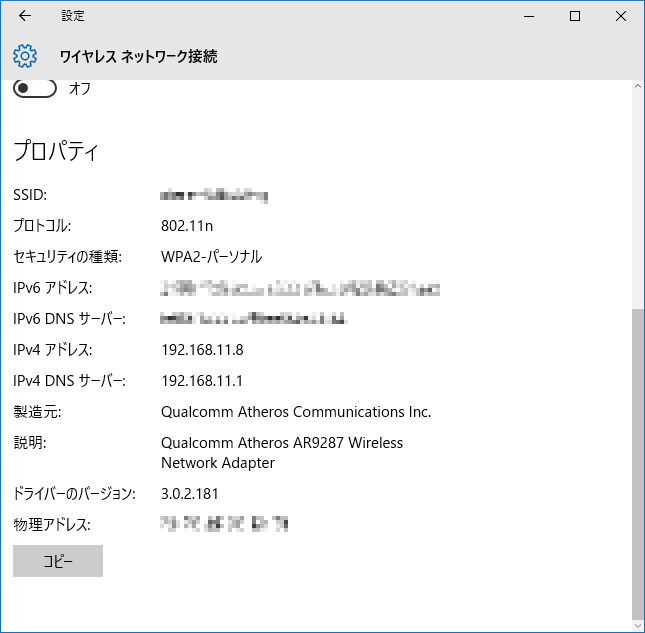 設定
ワイヤレス ネットワーク接続
オフ
プロパティ
SSID:
プロトコル: 802.11n
セキュリティの種類: WPA2-パーソナル
IPv6 アドレス:
IPv6 DNS サーバー:
IPv4 アドレス: 192.168.11.8
IPv4 DNS サーバー: 192.168.11.1
製造元: Qualcomm Atheros Communications Inc.
説明: Qualcomm Atheros AR9287 Wireless
Network Adapter
ドライバーのバージョン: 3.0.2.181
物理アドレス:
コピー